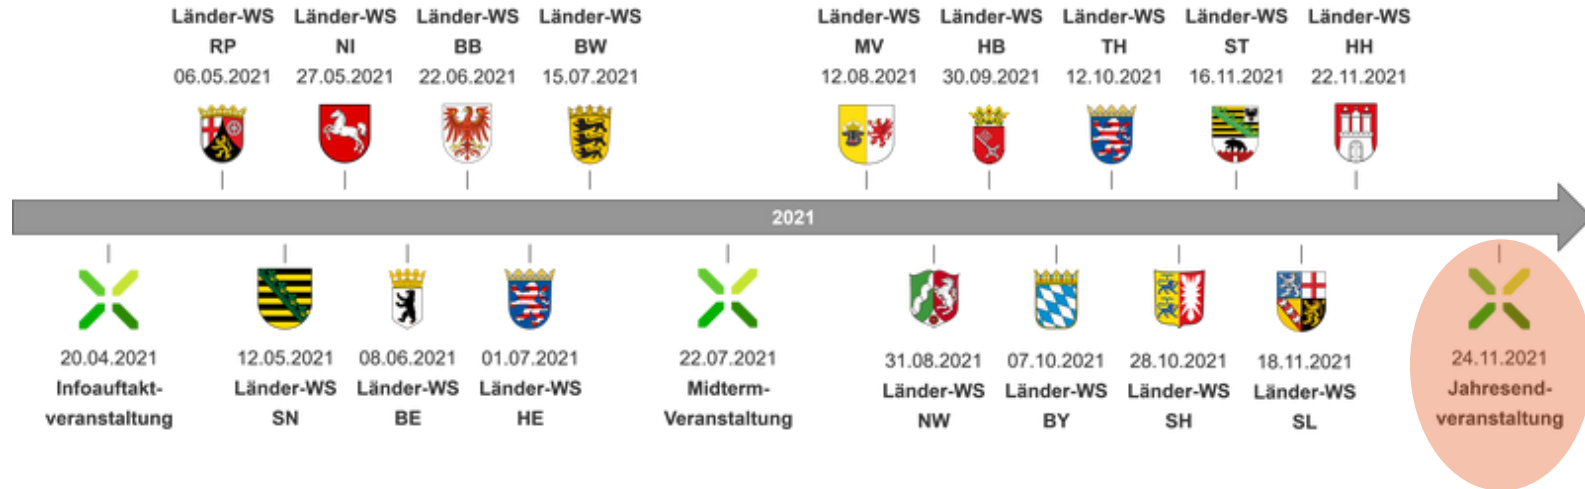 Länder-WS
RP
06.05.2021
Länder-WS
NI
27.05.2021
Länder-WS
BB
22.06.2021
Länder-WS
BW
15.07.2021
Länder-WS
MV
12.08.2021
Länder-WS
HB
30.09.2021
Länder-WS
TH
12.10.2021
Länder-WS
ST
16.11.2021
Länder-WS
HH
22.11.2021
2021
20.04.2021
Infoauftakt-
veranstaltung
12.05.2021
Länder-WS
SN
08.06.2021
Länder-WS
BE
01.07.2021
Länder-WS
HE
22.07.2021
Midterm-
Veranstaltung
31.08.2021
Länder-WS
NW
07.10.2021
Länder-WS
BY
28.10.2021
Länder-WS
SH
18.11.2021
Länder-WS
SL
24.11.2021
Jahresend-
veranstaltung